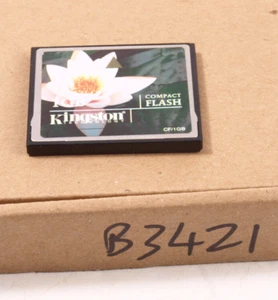 COMPACT
FLASH
Kingston
CF/1GB
B3421